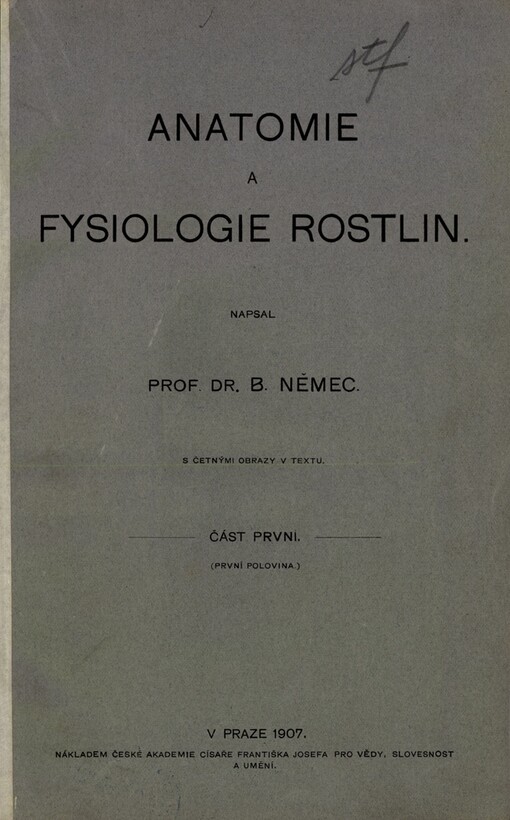 stf
ANATOMIE
A
FYSIOLOGIE ROSTLIN.
NAPSAL
PROF. DR. B. NĚMEC.
S ČETNÝMI OBRAZY V TEXTU.
ČÁST PRVNÍ.
(PRVNÍ POLOVINA.)
V PRAZE 1907.
NÁKLADEM ČESKÉ AKADEMIE CÍSAŘE FRANTIŠKA JOSEFA PRO VĚDY, SLOVESNOST
A UMĚNÍ.